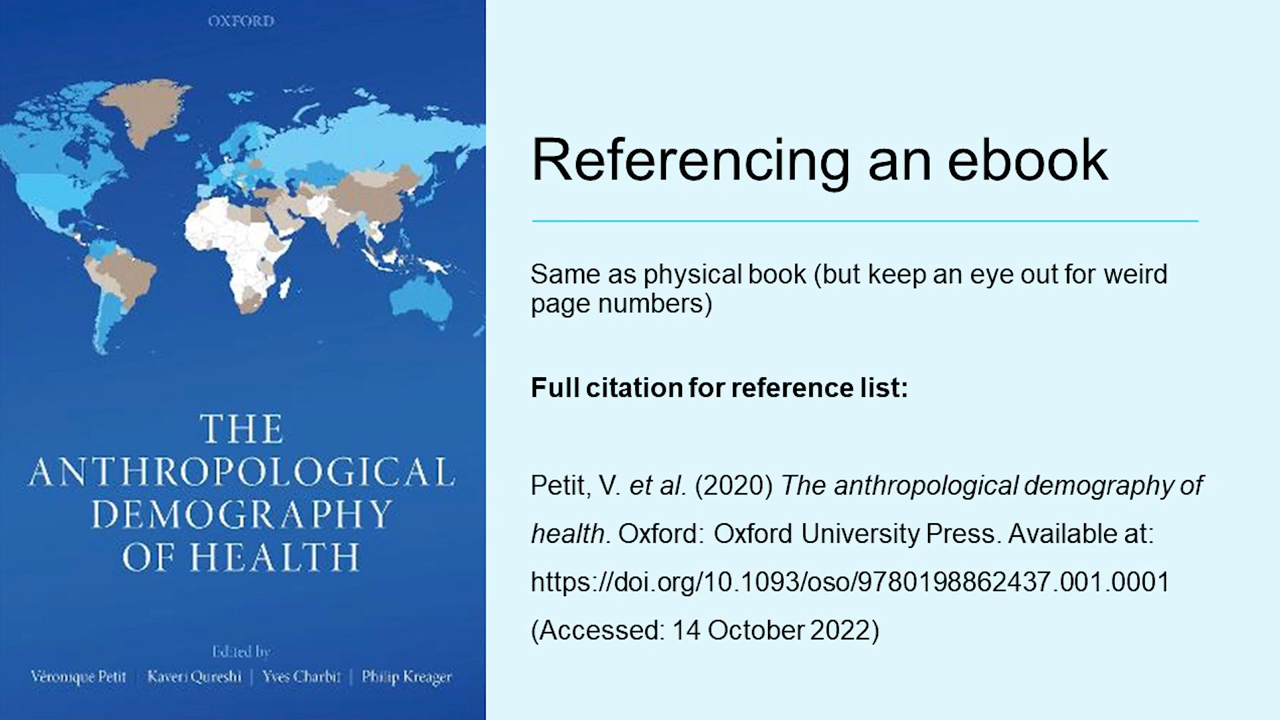 OXFORD
THE
ANTHROPOLOGICAL
DEMOGRAPHY
OF HEALTH
Edited by
Véronique Petit | Kaveri Qureshi | Yves Charbit | Philip Kreager
Referencing an ebook
Same as physical book (but keep an eye out for weird
page numbers)
Full citation for reference list:
Petit, V. et al. (2020) The anthropological demography of
health. Oxford: Oxford University Press. Available at:
https://doi.org/10.1093/oso/9780198862437.001.0001
(Accessed: 14 October 2022)